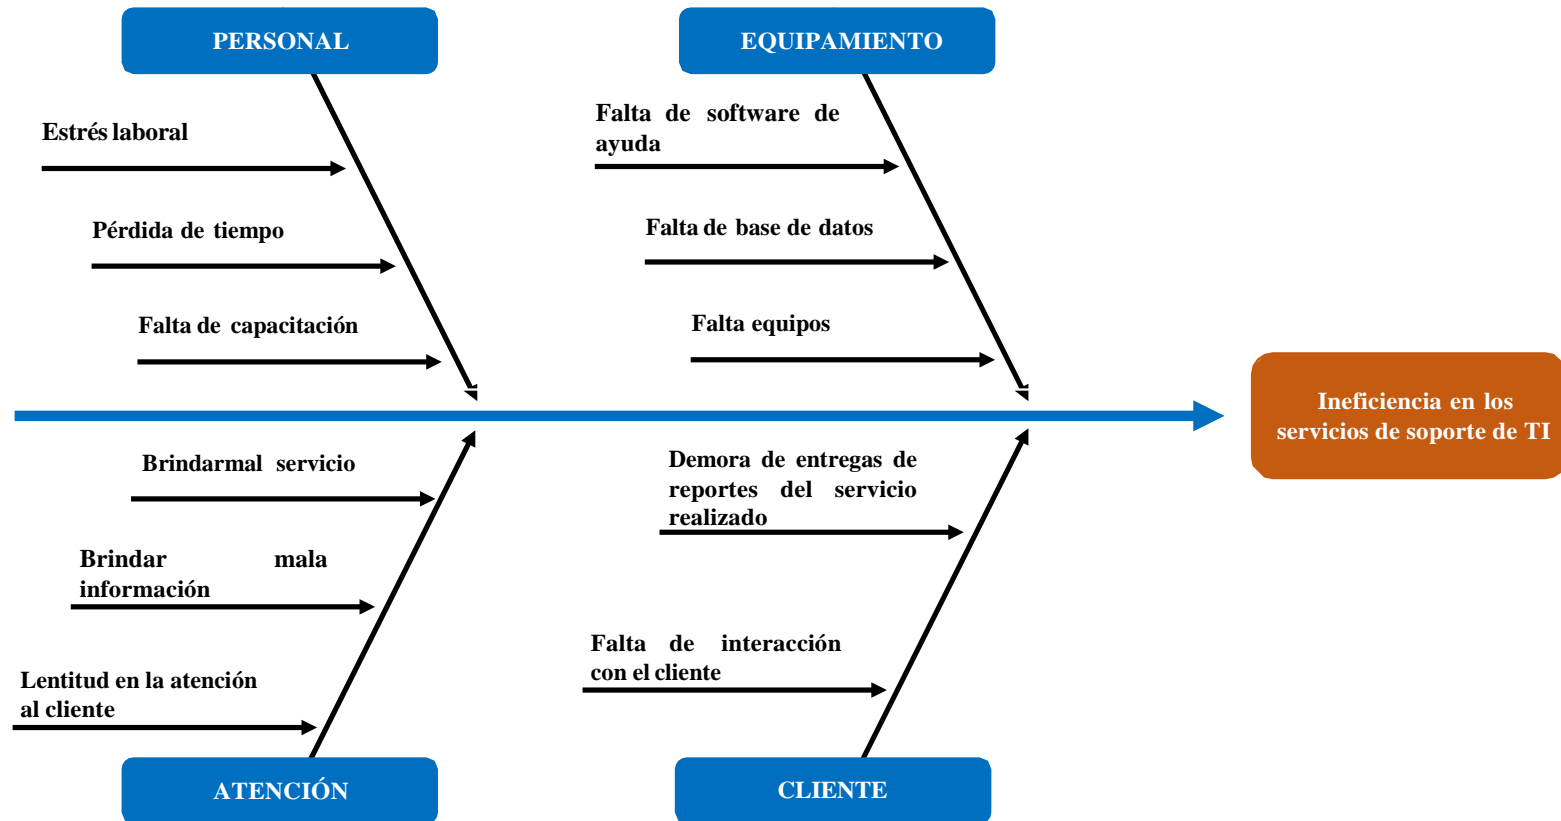 PERSONAL
EQUIPAMIENTO
Estrés laboral
Pérdida de tiempo
Falta de capacitación
Falta de software de
ayuda
Falta de base de datos
Falta equipos
Ineficiencia en los
servicios de soporte de TI
Brindarmal servicio
Brindar mala
información
Lentitud en la atención
al cliente
Demora de entregas de
reportes del servicio
realizado
Falta de interacción
con el cliente
ATENCIÓN
CLIENTE